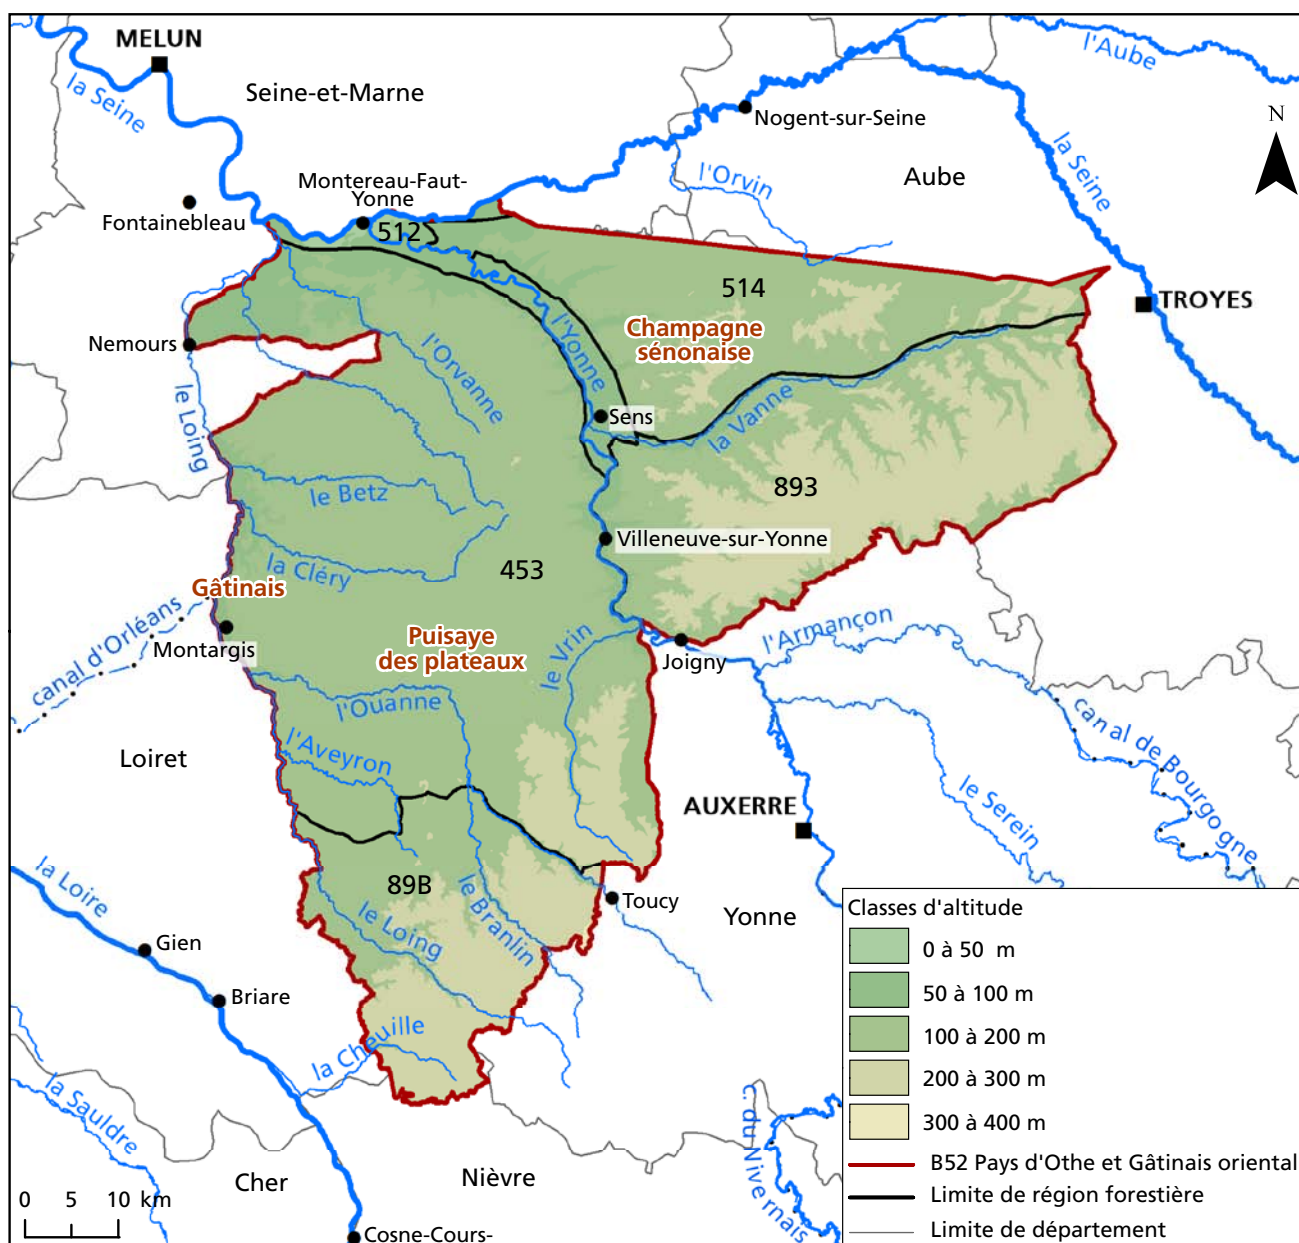 MELUN
la Seine
Seine-et-Marne
l'Aube
Nogent-sur-Seine
N
la Seine
l'Orvin
Aube
Montereau-Faut-
Yonne
Fontainebleau
512
514
TROYES
Champagne
sénonaise
Nemours
l'Yonne
l'Orvanne
le Loing
Sens
la Vanne
le Betz
893
Villeneuve-sur-Yonne
la Cléry
453
Gâtinais
canal d'Orléans
Montargis
Puisaye
des plateaux
le Vrin
l'Armançon
Joigny
l'Ouanne
canal de Bourgogne
l'Aveyron
Loiret
le Serein
AUXERRE
89B
la Loire
le Branlin
Toucy
Yonne
le Loing
Gien
Briare
la Cheuille
la Sauldre
c. du Nivernais
Cher
Nièvre
0 5 10 km
Cosne-Cours-
Classes d'altitude
0 à 50 m
50 à 100 m
100 à 200 m
200 à 300 m
300 à 400 m
B52 Pays d'Othe et Gâtinais oriental
Limite de région forestière
Limite de département